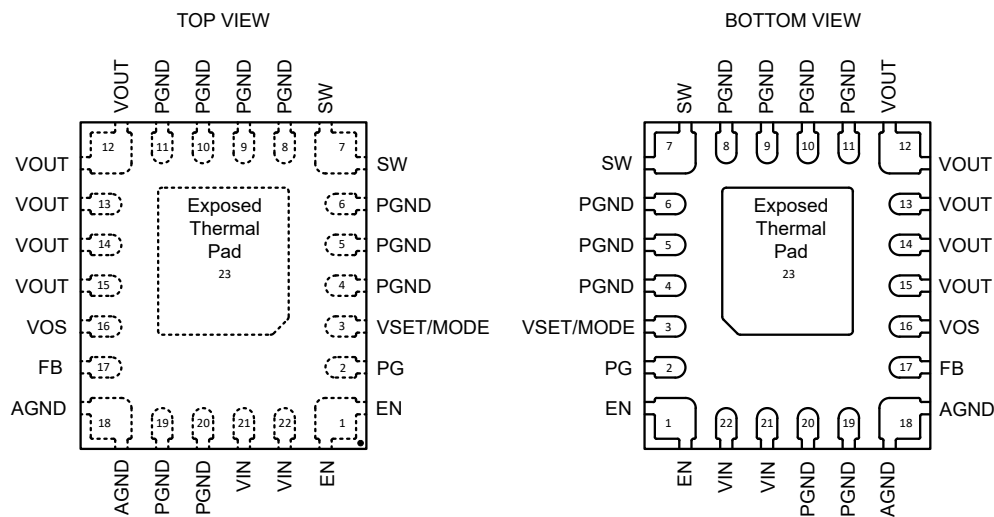 TOP VIEW
BOTTOM VIEW
VOUT
PGND
PGND
PGND
PGND
SW
12
11
10
9
8
7
VOUT
SW
VOUT
13
6
PGND
VOUT
14
5
PGND
VOUT
15
4
PGND
VOS
16
3
VSET/MODE
FB
17
2
PG
AGND
EN
Exposed
Thermal
Pad
23
18
19
20
21
22
1
AGND
PGND
PGND
VIN
VIN
EN
SW
PGND
PGND
PGND
PGND
VOUT
7
8
9
10
11
12
SW
VOUT
PGND
6
13
VOUT
PGND
5
14
VOUT
PGND
4
15
VOUT
VSET/MODE
3
16
VOS
PG
2
17
FB
EN
AGND
Exposed
Thermal
Pad
23
1
22
21
20
19
18
EN
VIN
VIN
PGND
PGND
AGND